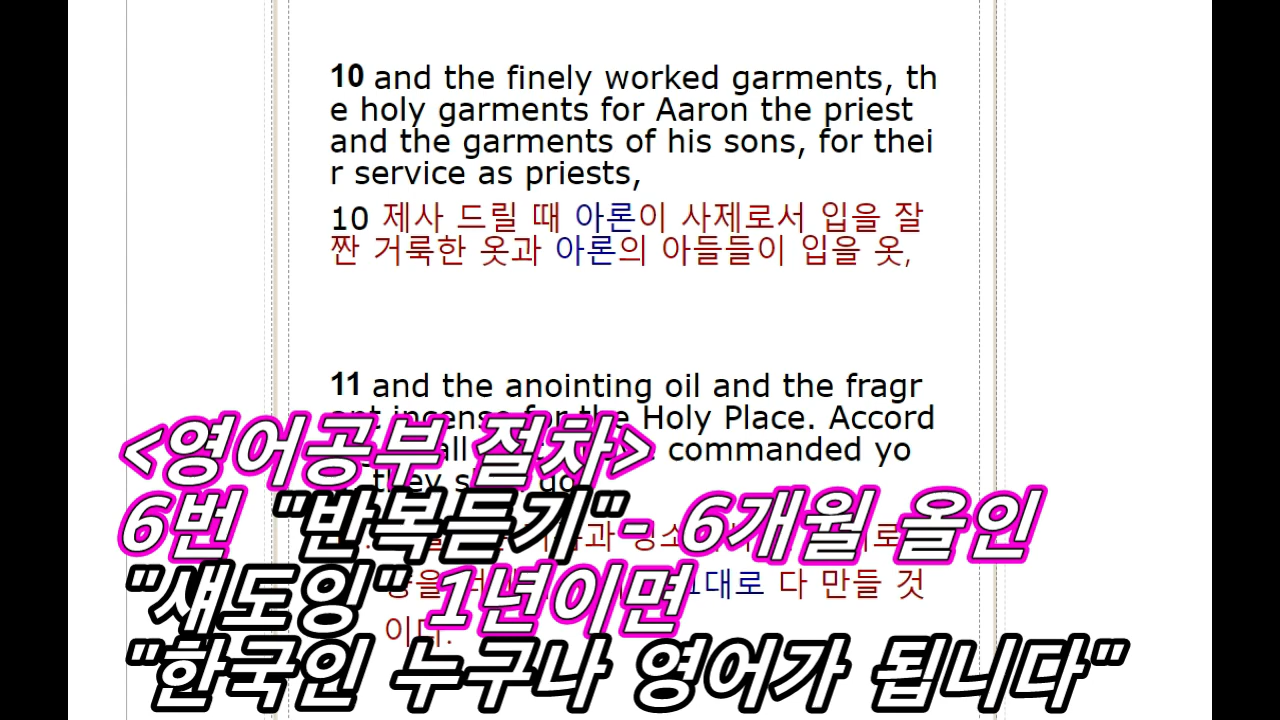 10 and the finely worked garments, th
e holy garments for Aaron the priest
and the garments of his sons, for thei
r service as priests,
10 제사 드릴 때 아론이 사제로서 입을 잘
짠 거룩한 옷과 아론의 아들들이 입을 옷,
11 and the anointing oil and the fragr
the Holy Place. Accord
commanded yo
they
<영어공부 절차>
6번 "반복듣기"- 6개월 올인
다 만들 것
"섀도잉" 1년이면
"한국인 누구나 영어가 됩니다"